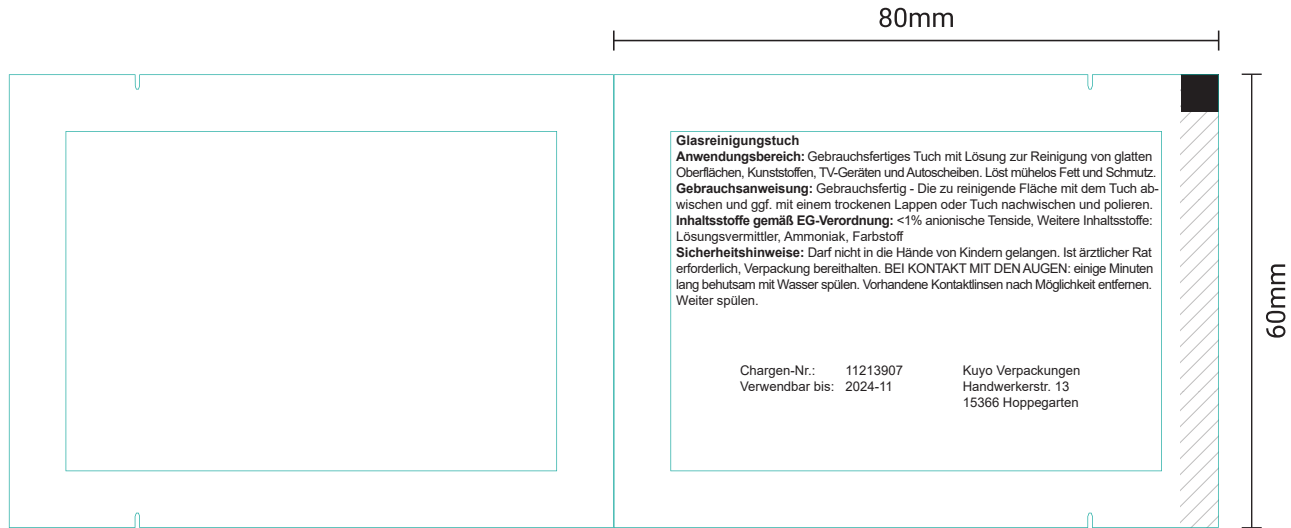 80mm
Glasreinigungstuch
Anwendungsbereich: Gebrauchsfertiges Tuch mit Lösung zur Reinigung von glatten
Oberflächen, Kunststoffen, TV-Geräten und Autoscheiben. Löst mühelos Fett und Schmutz.
Gebrauchsanweisung: Gebrauchsfertig - Die zu reinigende Fläche mit dem Tuch ab-
wischen und ggf. mit einem trockenen Lappen oder Tuch nachwischen und polieren.
Inhaltsstoffe gemäß EG-Verordnung: <1% anionische Tenside, Weitere Inhaltsstoffe:
Lösungsvermittler, Ammoniak, Farbstoff
Sicherheitshinweise: Darf nicht in die Hände von Kindern gelangen. Ist ärztlicher Rat
erforderlich, Verpackung bereithalten. BEI KONTAKT MIT DEN AUGEN: einige Minuten
lang behutsam mit Wasser spülen. Vorhandene Kontaktlinsen nach Möglichkeit entfernen.
Weiter spülen.
60mm
Chargen-Nr.: 11213907 Kuyo Verpackungen
Verwendbar bis: 2024-11 Handwerkerstr. 13
15366 Hoppegarten